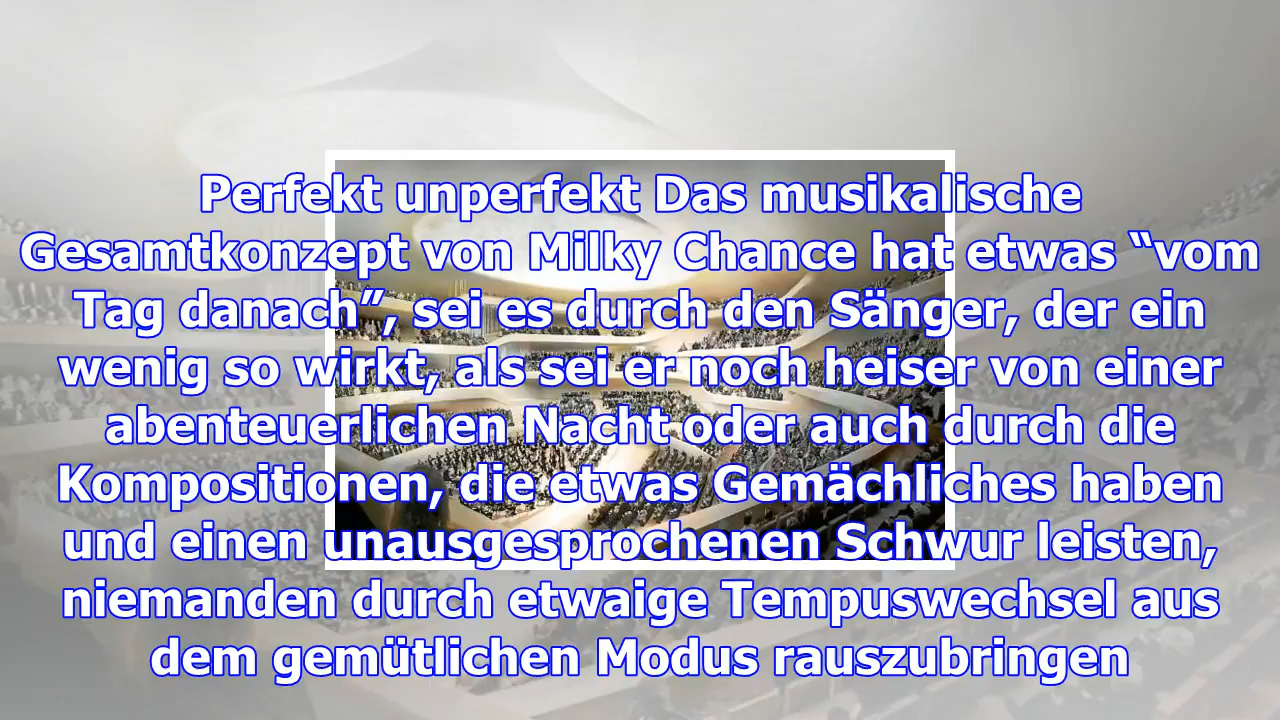 Perfekt unperfekt Das musikalische
Gesamtkonzept von Milky Chance hat etwas “vom
Tag danach”, sei es durch den Sänger, der ein
wenig so wirkt, als sei er noch heiser von einer
abenteuerlichen Nacht oder auch durch die
Kompositionen, die etwas Gemächliches haben
und einen unausgesprochenen Schwur leisten,
niemanden durch etwaige Tempuswechsel aus
dem gemütlichen Modus rauszubringen